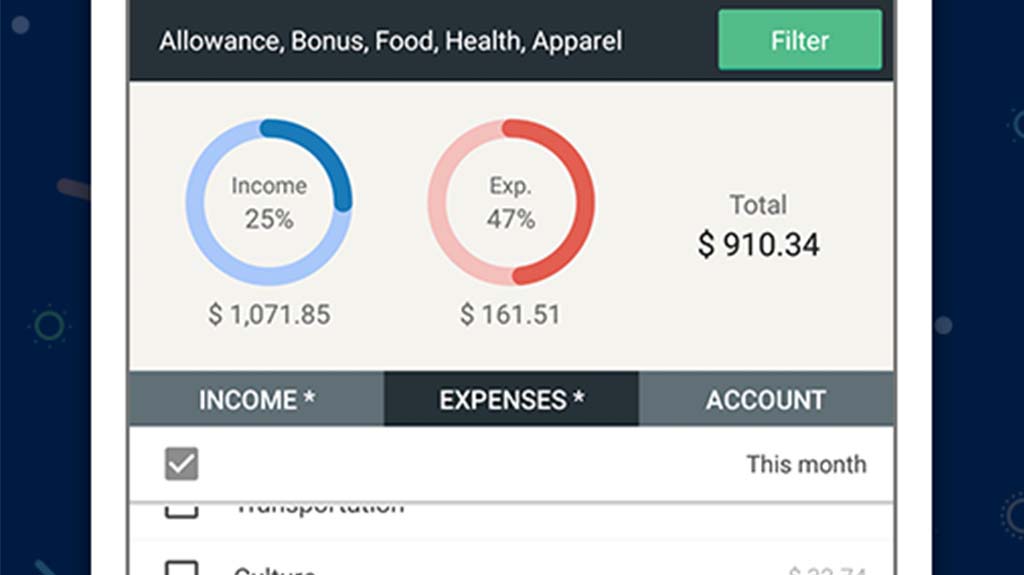 Allowance, Bonus, Food, Health, Apparel
Filter
Income
25%
$ 1,071.85
Exp.
47%
$ 161.51
Total
$ 910.34
INCOME *
EXPENSES *
ACCOUNT
This month
Transportation
Culture